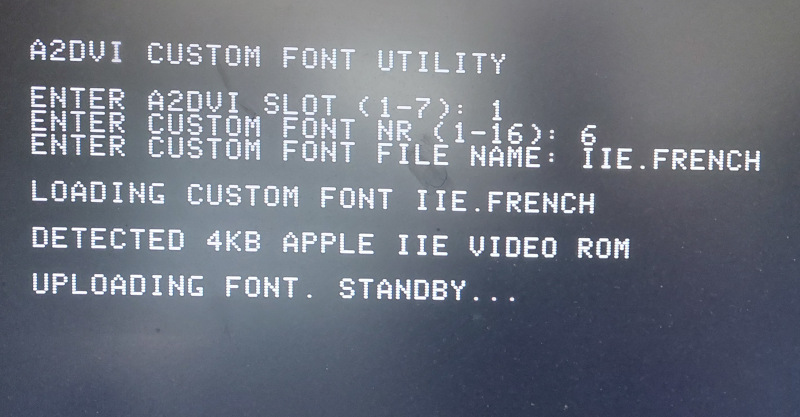 A2DVI CUSTOM FONT UTILITY
ENTER A2DVI SLOT (1-7): 1
ENTER CUSTOM FONT NR (1-16): 6
ENTER CUSTOM FONT FILE NAME: IIE.FRENCH
LOADING CUSTOM FONT IIE.FRENCH
DETECTED 4KB APPLE IIE VIDEO ROM
UPLOADING FONT. STANDBY...